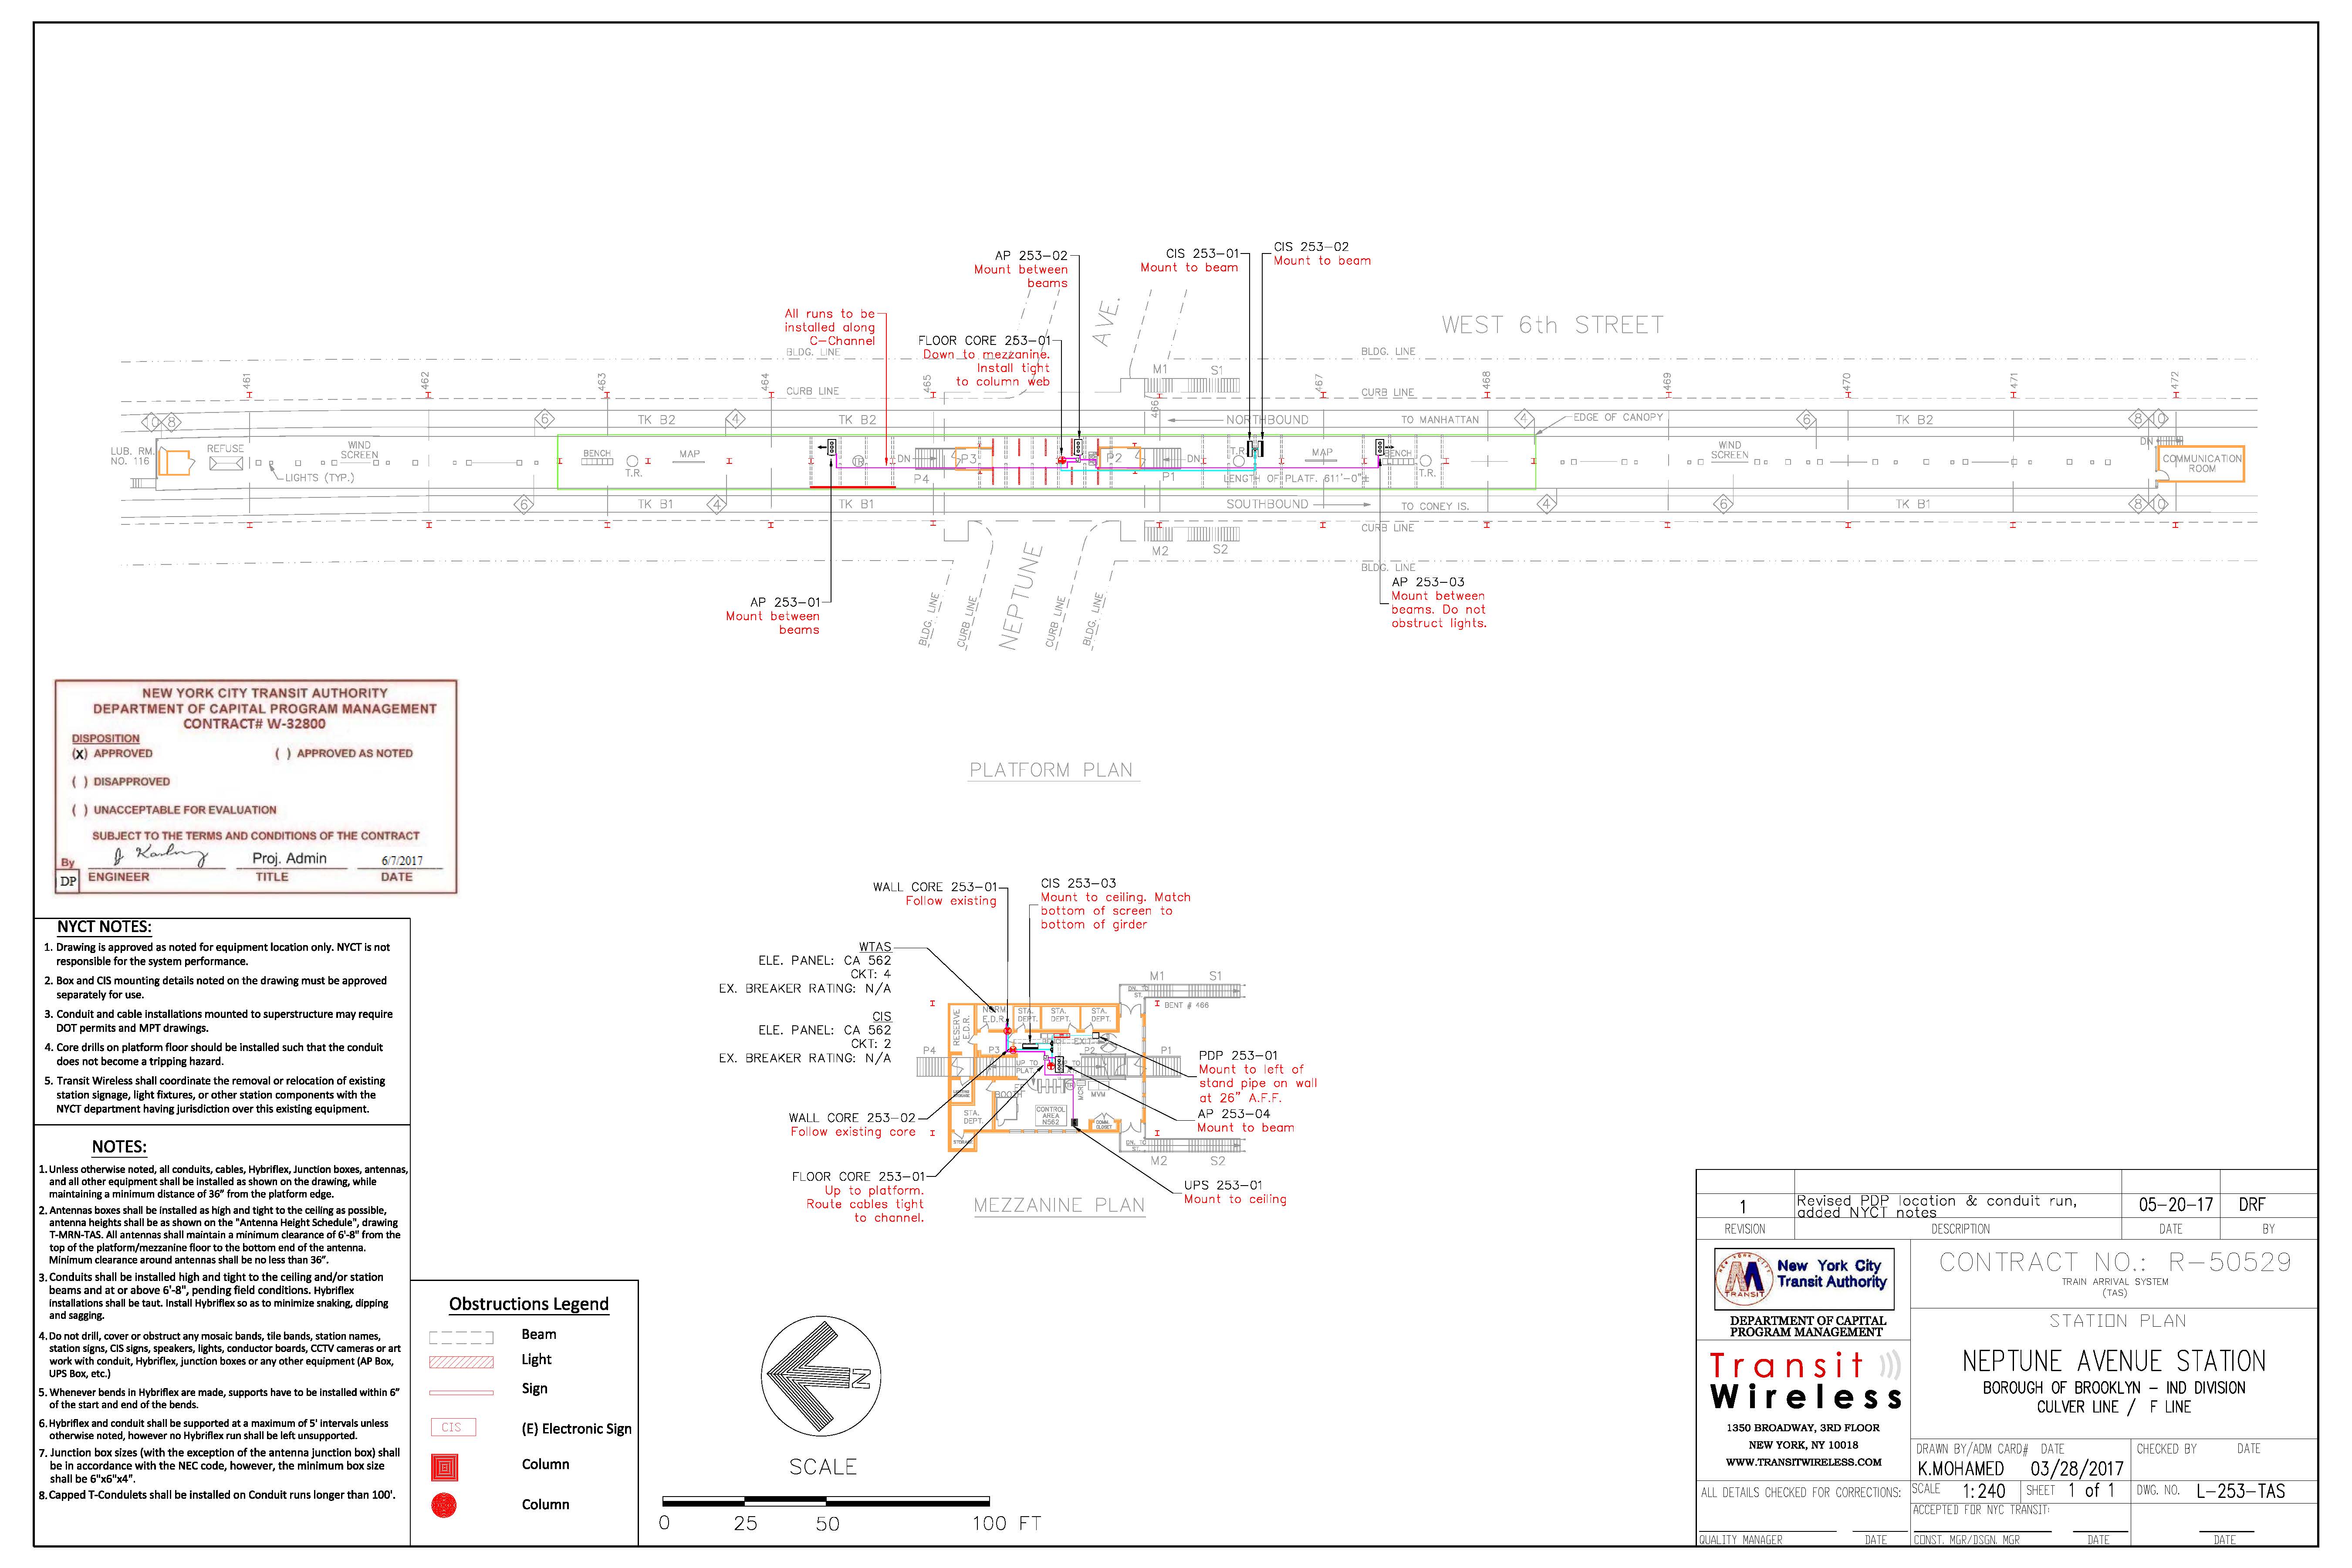 AP 253-02
Mount between
beams
CIS 253-01
Mount to beam
CIS 253-02
Mount to beam
All runs to be
installed along
C-Channel
FLOOR CORE 253-01
Down to mezzanine.
Install tight
to column web
AVE.
WEST 6th STREET
BLDG. LINE
BLDG. LINE
M1
S1
461
462
463
464
465
466
467
468
469
470
471
472
CURB LINE
CURB LINE
10
8
6
TK B2
4
TK B2
NORTHBOUND
TO MANHATTAN
4
EDGE OF CANOPY
6
TK B2
8
10
LUB. RM.
NO. 116
REFUSE
WIND
SCREEN
LIGHTS (TYP.)
BENCH
T.R.
MAP
T.R.
DN
P3
P4
P2
DN
P1
T.R.
MAP
BENCH
T.R.
LENGTH OF PLATF. 611'-0"±
WIND
SCREEN
DN
COMMUNICATION
ROOM
6
TK B1
4
TK B1
SOUTHBOUND
TO CONEY IS.
4
6
TK B1
8
10
CURB LINE
M2
S2
BLDG. LINE
BLDG. LINE
CURB LINE
NEPTUNE
CURB LINE
BLDG. LINE
AP 253-01
Mount between
beams
AP 253-03
Mount between
beams. Do not
obstruct lights.
PLATFORM PLAN
NEW YORK CITY TRANSIT AUTHORITY
DEPARTMENT OF CAPITAL PROGRAM MANAGEMENT
CONTRACT# W-32800
DISPOSITION
(X) APPROVED
( ) APPROVED AS NOTED
( ) DISAPPROVED
( ) UNACCEPTABLE FOR EVALUATION
SUBJECT TO THE TERMS AND CONDITIONS OF THE CONTRACT
By
Proj. Admin
6/7/2017
DP
ENGINEER
TITLE
DATE
WALL CORE 253-01
Follow existing
CIS 253-03
Mount to ceiling. Match
bottom of screen to
bottom of girder
WTAS
ELE. PANEL: CA 562
CKT: 4
EX. BREAKER RATING: N/A
CIS
ELE. PANEL: CA 562
CKT: 2
EX. BREAKER RATING: N/A
M1
S1
DN. TO
ST.
BENT # 466
RESERVE
E.D.R.
NORM.
E.D.R.
STA.
DEPT.
STA.
DEPT.
STA.
DEPT.
P4
P3
P2
P1
UP TO
PLAT.
EXIT
BOOTH
MVM
STA.
DEPT.
CONTROL
AREA
N562
COMM.
CLOSET
STORAGE
DN. TO
ST.
M2
S2
WALL CORE 253-02
Follow existing core
FLOOR CORE 253-01
Up to platform.
Route cables tight
to channel.
PDP 253-01
Mount to left of
stand pipe on wall
at 26" A.F.F.
AP 253-04
Mount to beam
UPS 253-01
Mount to ceiling
MEZZANINE PLAN
NYCT NOTES:
1. Drawing is approved as noted for equipment location only. NYCT is not
responsible for the system performance.
2. Box and CIS mounting details noted on the drawing must be approved
separately for use.
3. Conduit and cable installations mounted to superstructure may require
DOT permits and MPT drawings.
4. Core drills on platform floor should be installed such that the conduit
does not become a tripping hazard.
5. Transit Wireless shall coordinate the removal or relocation of existing
station signage, light fixtures, or other station components with the
NYCT department having jurisdiction over this existing equipment.
NOTES:
1. Unless otherwise noted, all conduits, cables, Hybriflex, Junction boxes, antennas,
and all other equipment shall be installed as shown on the drawing, while
maintaining a minimum distance of 36" from the platform edge.
2. Antennas boxes shall be installed as high and tight to the ceiling as possible,
antenna heights shall be as shown on the "Antenna Height Schedule", drawing
T-MRN-TAS. All antennas shall maintain a minimum clearance of 6'-8" from the
top of the platform/mezzanine floor to the bottom end of the antenna.
Minimum clearance around antennas shall be no less than 36".
3. Conduits shall be installed high and tight to the ceiling and/or station
beams and at or above 6'-8", pending field conditions. Hybriflex
installations shall be taut. Install Hybriflex so as to minimize snaking, dipping
and sagging.
4. Do not drill, cover or obstruct any mosaic bands, tile bands, station names,
station signs, CIS signs, speakers, lights, conductor boards, CCTV cameras or art
work with conduit, Hybriflex, junction boxes or any other equipment (AP Box,
UPS Box, etc.)
5. Whenever bends in Hybriflex are made, supports have to be installed within 6"
of the start and end of the bends.
6. Hybriflex and conduit shall be supported at a maximum of 5' intervals unless
otherwise noted, however no Hybriflex run shall be left unsupported.
7. Junction box sizes (with the exception of the antenna junction box) shall
be in accordance with the NEC code, however, the minimum box size
shall be 6"x6"x4".
8. Capped T-Condulets shall be installed on Conduit runs longer than 100'.
Obstructions Legend
Beam
Light
Sign
CIS
(E) Electronic Sign
Column
Column
N
SCALE
0
25
50
100 FT
1
Revised PDP location & conduit run,
added NYCT notes
05-20-17
DRF
REVISION
DESCRIPTION
DATE
BY
New York City
Transit Authority
TRANSIT
DEPARTMENT OF CAPITAL
PROGRAM MANAGEMENT
Transit
Wireless
1350 BROADWAY, 3RD FLOOR
NEW YORK, NY 10018
WWW.TRANSITWIRELESS.COM
ALL DETAILS CHECKED FOR CORRECTIONS:
QUALITY MANAGER
DATE
CONTRACT NO.: R-50529
TRAIN ARRIVAL SYSTEM
(TAS)
STATION PLAN
NEPTUNE AVENUE STATION
BOROUGH OF BROOKLYN - IND DIVISION
CULVER LINE / F LINE
DRAWN BY/ADM CARD# DATE
K.MOHAMED 03/28/2017
CHECKED BY
DATE
SCALE 1:240
SHEET 1 of 1
DWG. NO. L-253-TAS
ACCEPTED FOR NYC TRANSIT:
CONST. MGR/DSGN. MGR
DATE
DATE